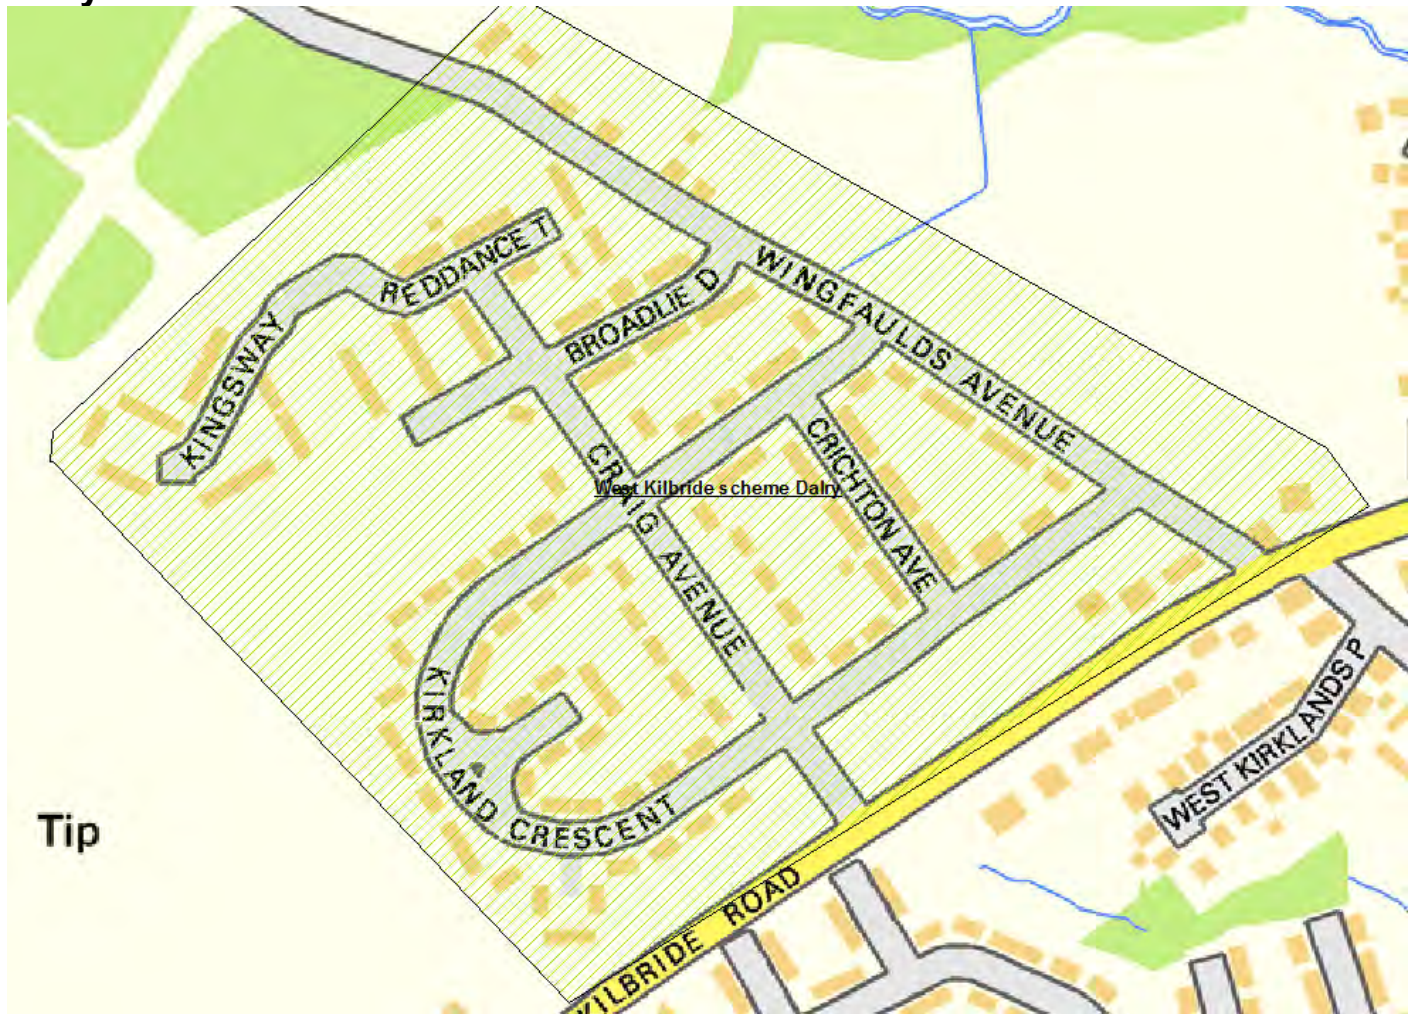 WINGFAULDS AVENUE
REDDANCE T
BROADLIE D
KINGSWAY
CRAIG AVENUE
CRICHTON AVE
West Kilbride scheme Dalry
KIRKLAND CRESCENT
WEST KIRKLANDS P
Tip
KILBRIDE ROAD